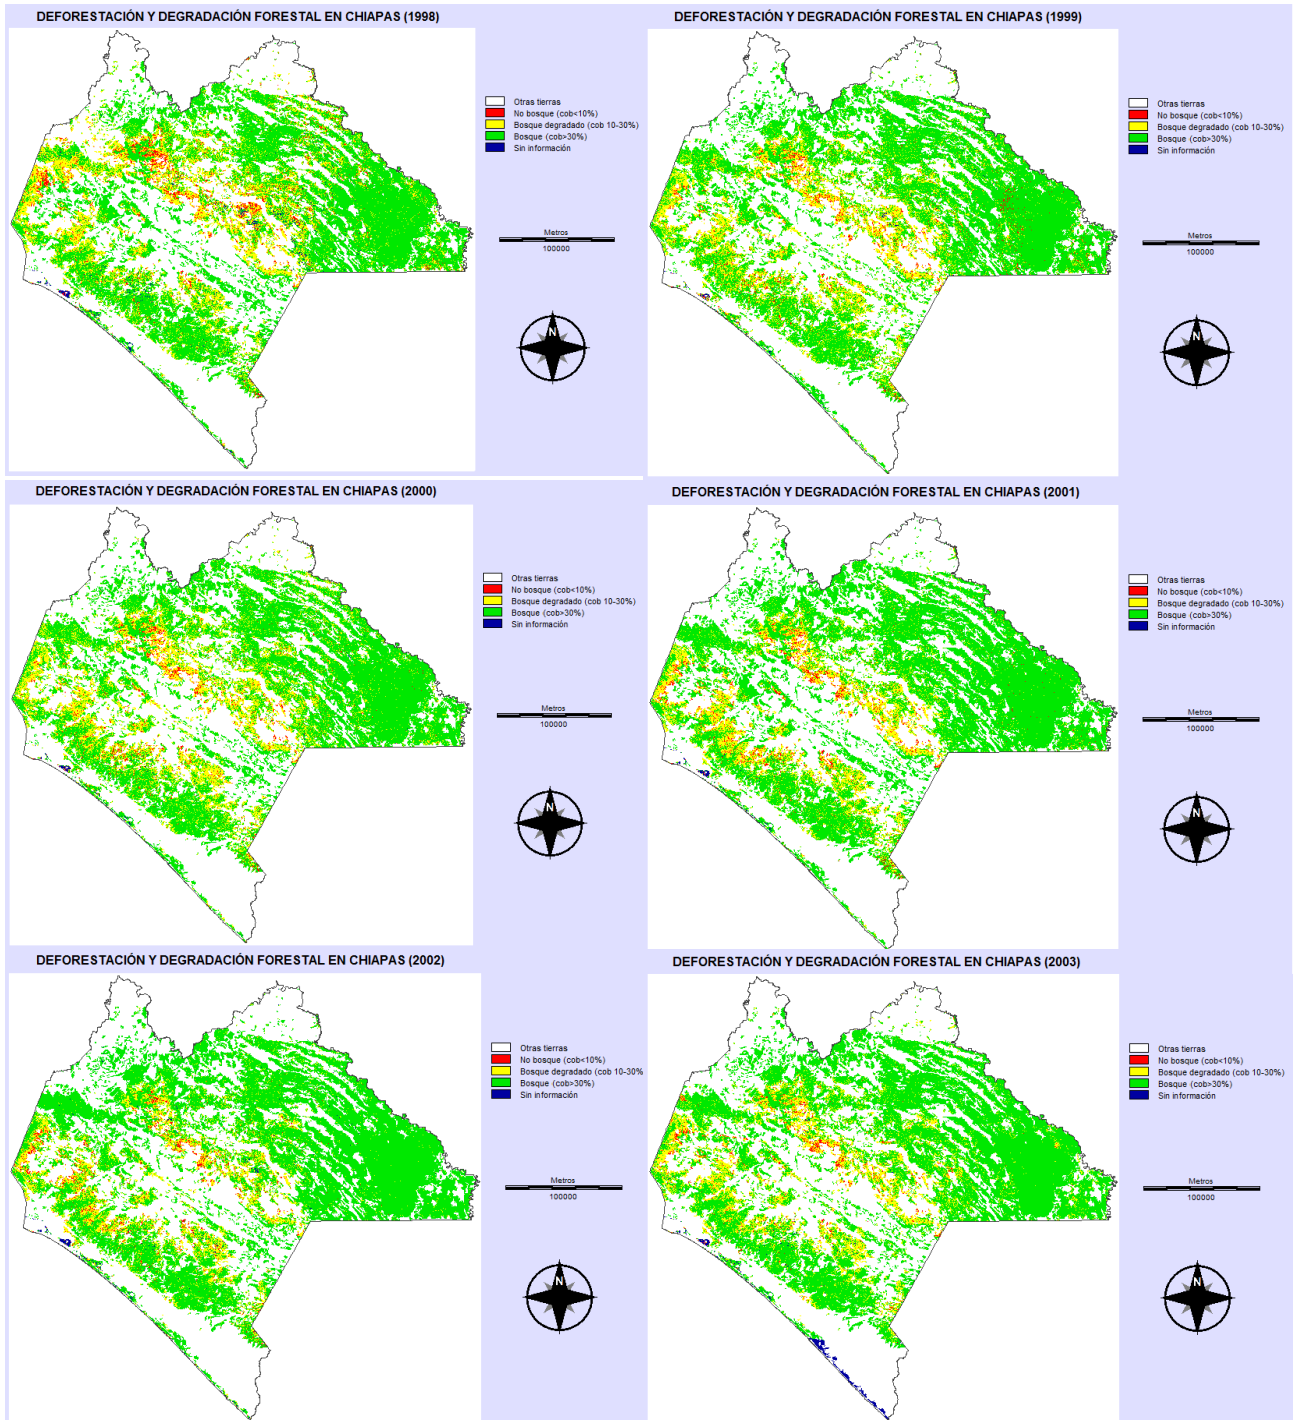 DEFORESTACIÓN Y DEGRADACIÓN FORESTAL EN CHIAPAS (1998)
Otras tierras
No bosque (cob<10%)
Bosque degradado (cob 10-30%)
Bosque (cob>30%)
Sin información
Metros
100000
N
DEFORESTACIÓN Y DEGRADACIÓN FORESTAL EN CHIAPAS (1999)
Otras tierras
No bosque (cob<10%)
Bosque degradado (cob 10-30%)
Bosque (cob>30%)
Sin información
Metros
100000
N
DEFORESTACIÓN Y DEGRADACIÓN FORESTAL EN CHIAPAS (2000)
Otras tierras
No bosque (cob<10%)
Bosque degradado (cob 10-30%)
Bosque (cob>30%)
Sin información
Metros
100000
N
DEFORESTACIÓN Y DEGRADACIÓN FORESTAL EN CHIAPAS (2001)
Otras tierras
No bosque (cob<10%)
Bosque degradado (cob 10-30%)
Bosque (cob>30%)
Sin información
Metros
100000
N
DEFORESTACIÓN Y DEGRADACIÓN FORESTAL EN CHIAPAS (2002)
Otras tierras
No bosque (cob<10%)
Bosque degradado (cob 10-30%
Bosque (cob>30%)
Sin información
Metros
100000
N
DEFORESTACIÓN Y DEGRADACIÓN FORESTAL EN CHIAPAS (2003)
Otras tierras
No bosque (cob<10%)
Bosque degradado (cob 10-30%)
Bosque (cob>30%)
Sin información
Metros
100000
N